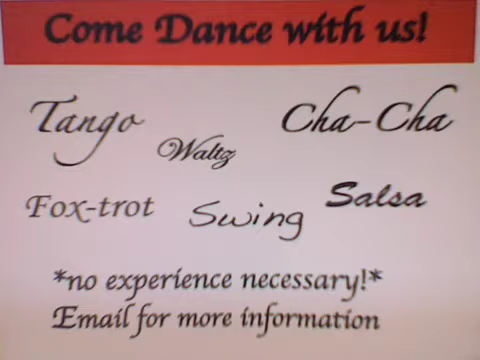 Come Dance with us!
Tango
Cha-Cha
Waltz
Fox-trot
Swing
Salsa
*no experience necessary!*
Email for more information